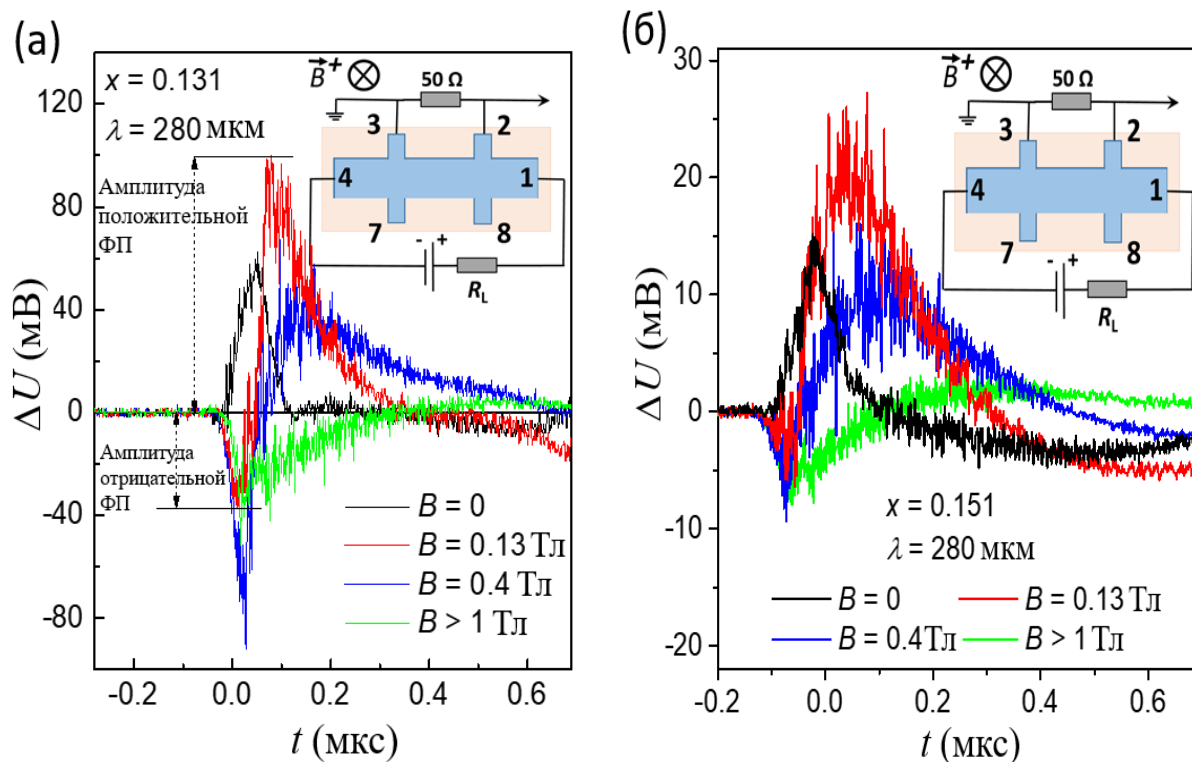 (а)
x = 0.131
λ = 280 мкм
B⃗⁺
50 Ω
3
2
4
1
7
8
- +
R_L
Амплитуда
положительной
ФП
Амплитуда
отрицательной
ФП
B = 0
B = 0.13 Тл
B = 0.4 Тл
B > 1 Тл
120
80
40
0
-40
-80
ΔU (мВ)
-0.2 0.0 0.2 0.4 0.6
t (мкс)
(б)
B⃗⁺
50 Ω
3
2
4
1
7
8
- +
R_L
x = 0.151
λ = 280 мкм
B = 0
B = 0.13 Тл
B = 0.4 Тл
B > 1 Тл
30
20
10
0
-10
-20
ΔU (мВ)
-0.2 0.0 0.2 0.4 0.6
t (мкс)